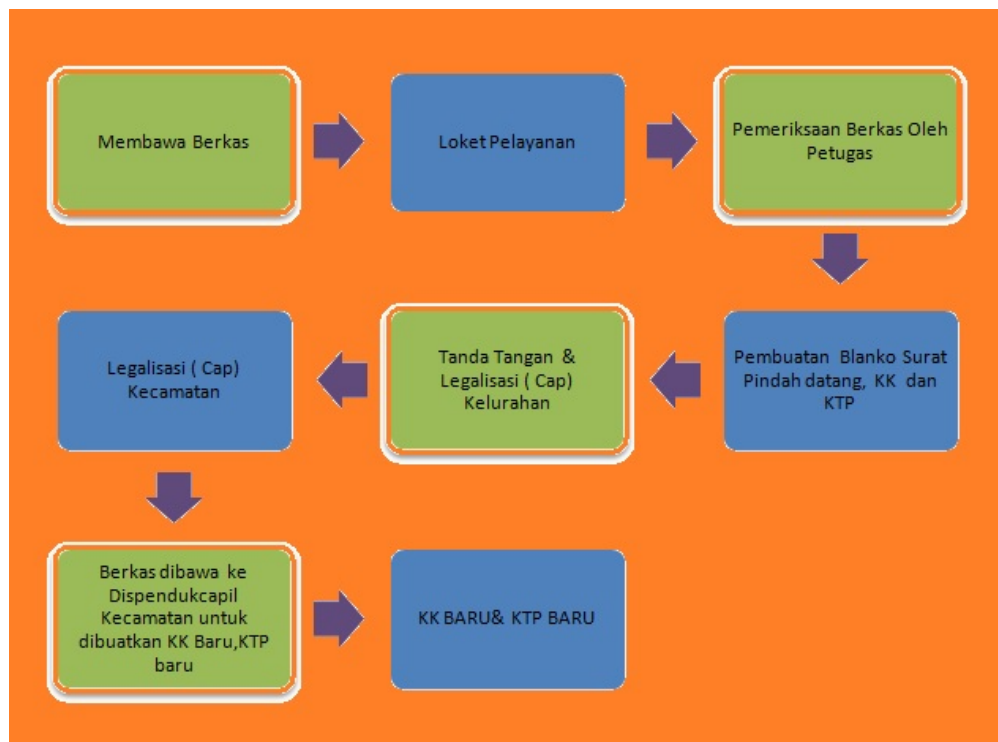 Membawa Berkas
Loket Pelayanan
Pemeriksaan Berkas Oleh
Petugas
Pembuatan Blanko Surat
Pindah datang, KK dan
KTP
Tanda Tangan &
Legalisasi ( Cap)
Kelurahan
Legalisasi ( Cap)
Kecamatan
Berkas dibawa ke
Dispendukcapil
Kecamatan untuk
dibuatkan KK Baru,KTP
baru
KK BARU& KTP BARU